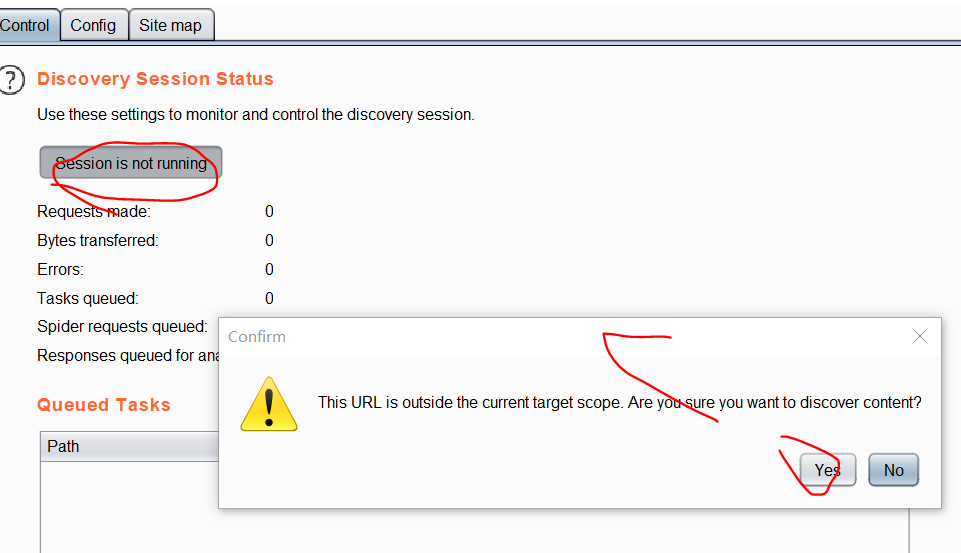 Control Config Site map
?
Discovery Session Status
Use these settings to monitor and control the discovery session.
Session is not running
Requests made: 0
Bytes transferred: 0
Errors: 0
Tasks queued: 0
Spider requests queued:
Responses queued for ana
Confirm
This URL is outside the current target scope. Are you sure you want to discover content?
Yes No
Queued Tasks
Path